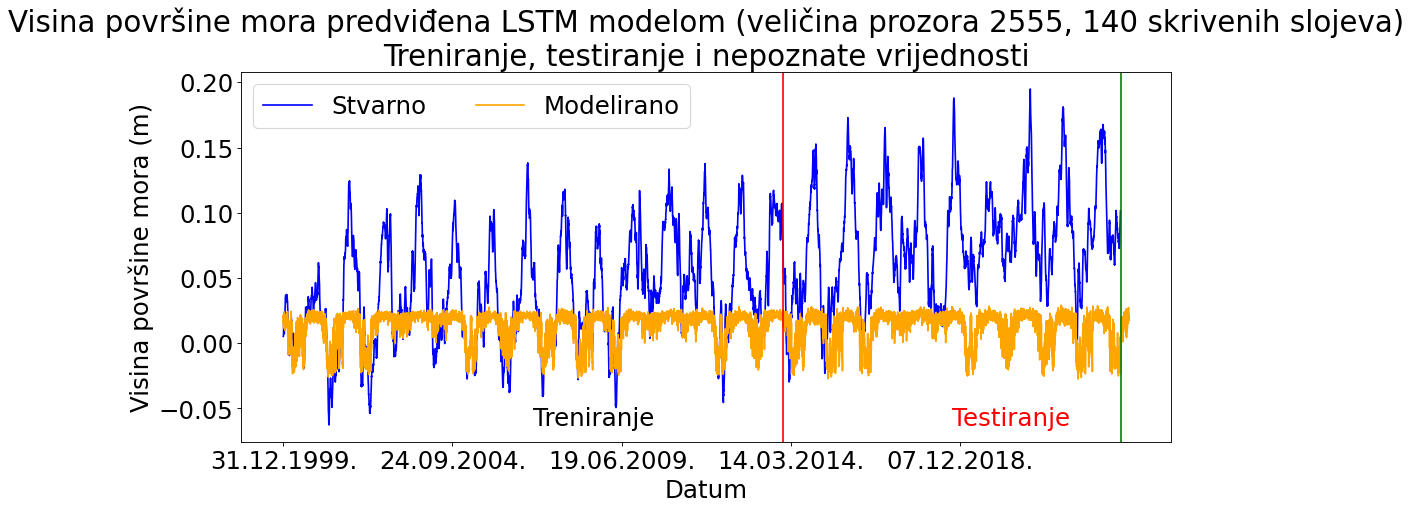 Visina površine mora predviđena LSTM modelom (veličina prozora 2555, 140 skrivenih slojeva)
Treniranje, testiranje i nepoznate vrijednosti
Stvarno Modelirano
Visina površine mora (m)
0.20
0.15
0.10
0.05
0.00
−0.05
Treniranje Testiranje
31.12.1999. 24.09.2004. 19.06.2009. 14.03.2014. 07.12.2018.
Datum